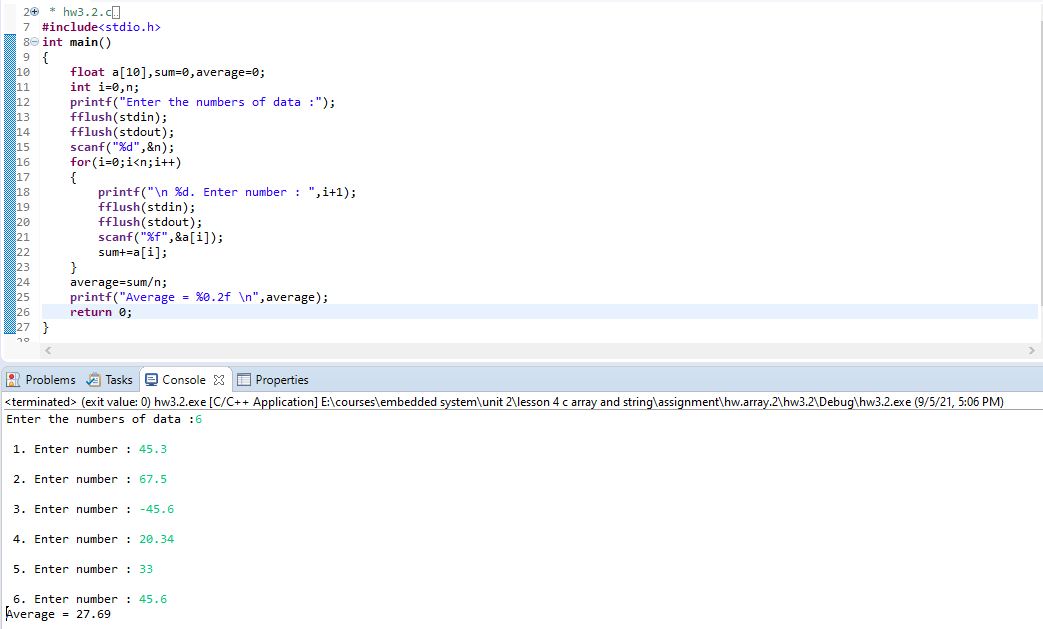 2 * hw3.2.c
7 #include<stdio.h>
8 int main()
9 {
10     float a[10],sum=0,average=0;
11     int i=0,n;
12     printf("Enter the numbers of data :");
13     fflush(stdin);
14     fflush(stdout);
15     scanf("%d",&n);
16     for(i=0;i<n;i++)
17     {
18         printf("\n %d. Enter number : ",i+1);
19         fflush(stdin);
20         fflush(stdout);
21         scanf("%f",&a[i]);
22         sum+=a[i];
23     }
24     average=sum/n;
25     printf("Average = %0.2f \n",average);
26     return 0;
27 }
28
Problems Tasks Console Properties
<terminated> (exit value: 0) hw3.2.exe [C/C++ Application] E:\courses\embedded system\unit 2\lesson 4 c array and string\assignment\hw.array.2\hw3.2\Debug\hw3.2.exe (9/5/21, 5:06 PM)
Enter the numbers of data :6
1. Enter number : 45.3
2. Enter number : 67.5
3. Enter number : -45.6
4. Enter number : 20.34
5. Enter number : 33
6. Enter number : 45.6
Average = 27.69